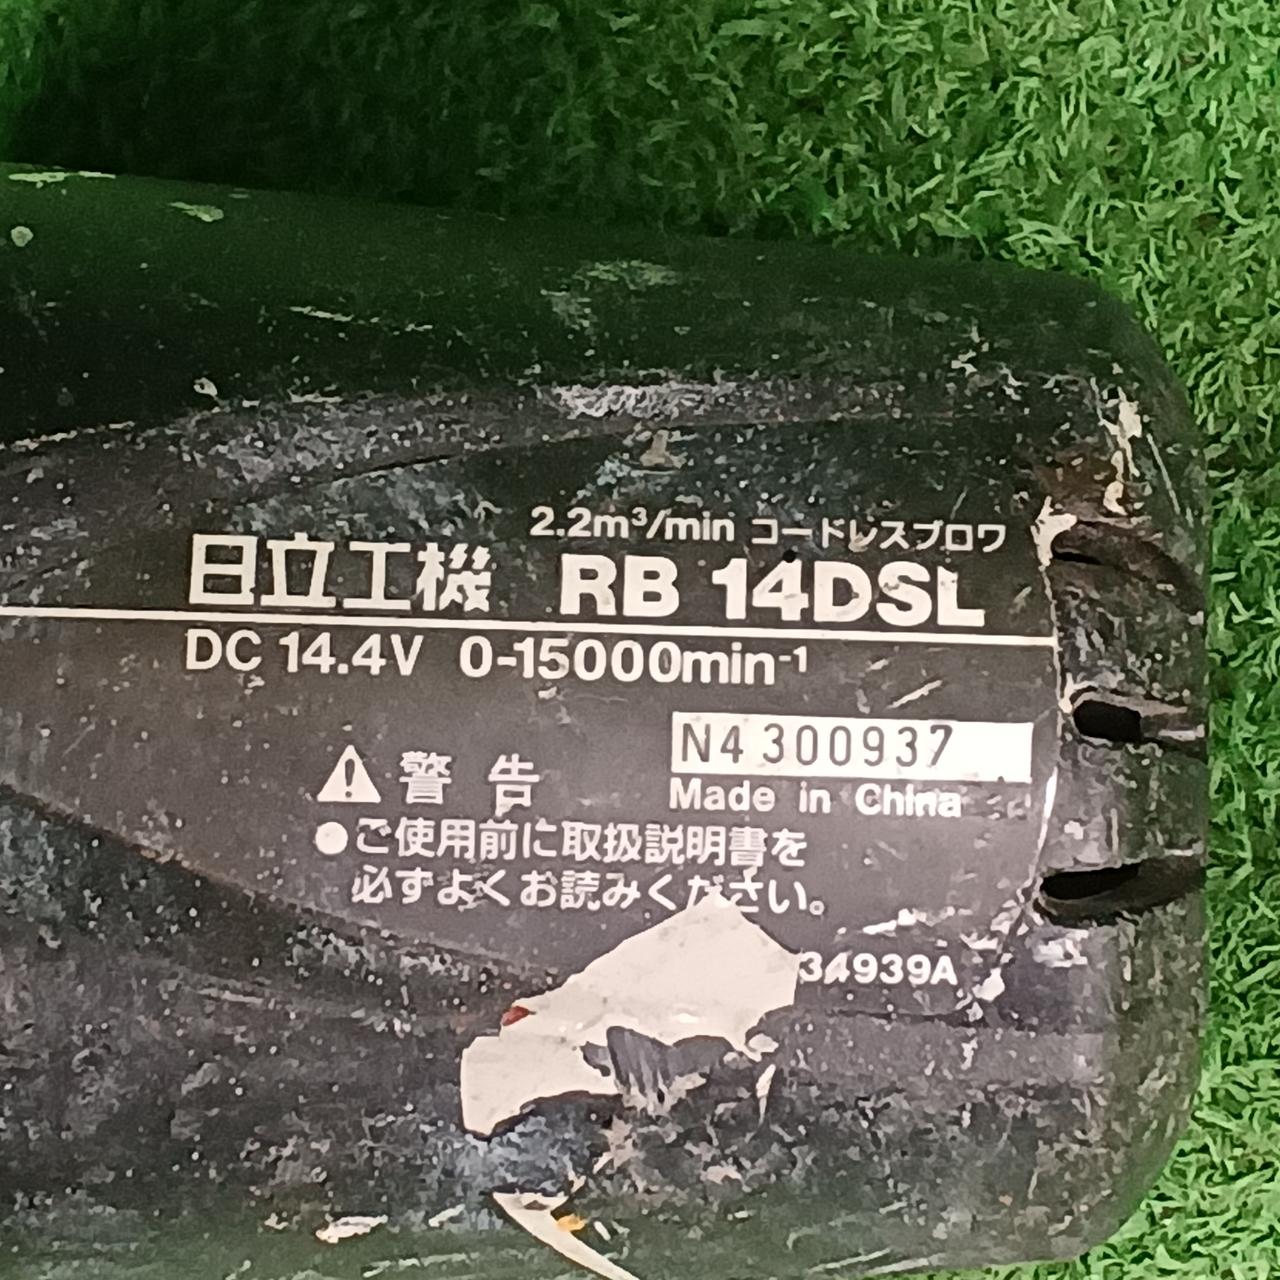 2.2m³/min コードレスブロワ
日立工機 RB 14DSL
DC 14.4V 0-15000min⁻¹
N4 300937
Made in China
⚠警告
●ご使用前に取扱説明書を
必ずよくお読みください。
34939A